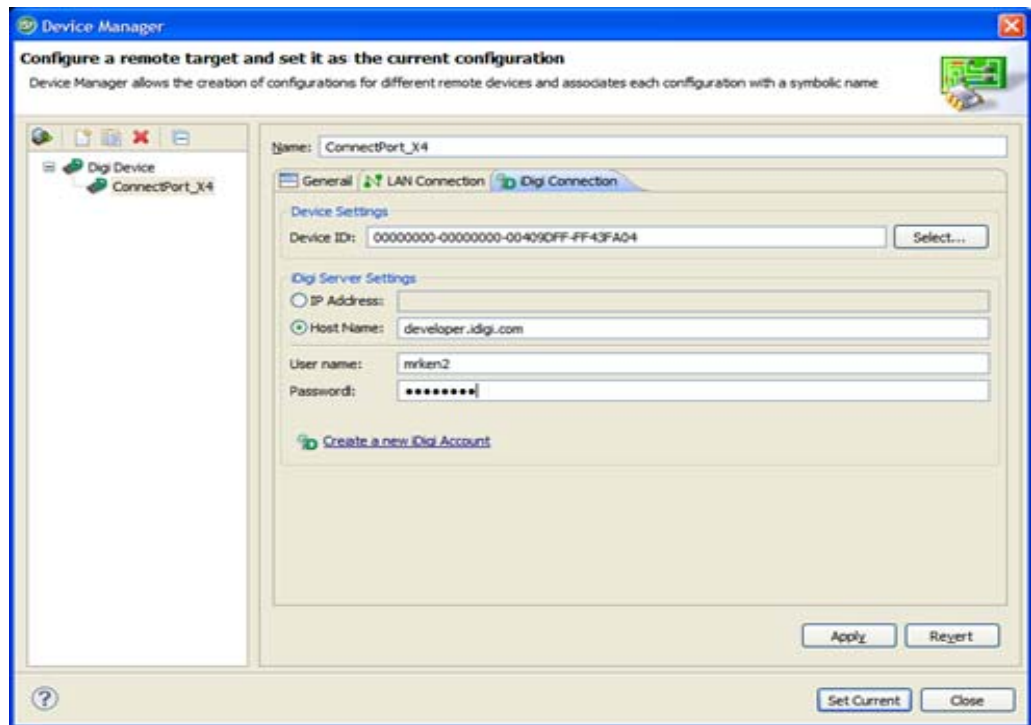 Device Manager
Configure a remote target and set it as the current configuration
Device Manager allows the creation of configurations for different remote devices and associates each configuration with a symbolic name
Name: ConnectPort_X4
Digi Device
ConnectPort_X4
General LAN Connection iDigi Connection
Device Settings
Device ID: 00000000-00000000-00409DFF-FF43FA04 Select...
iDigi Server Settings
IP Address:
Host Name: developer.idigi.com
User name: mrken2
Password: ●●●●●●●●
Create a new iDigi Account
Apply Revert
? Set Current Close